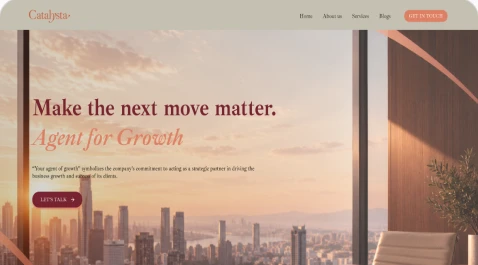 Catalysta
Home About us Services Blogs GET IN TOUCH
Make the next move matter.
Agent for Growth
"Your agent of growth" symbolizes the company's commitment to acting as a strategic partner in driving the
business growth and success of its clients.
LET'S TALK →